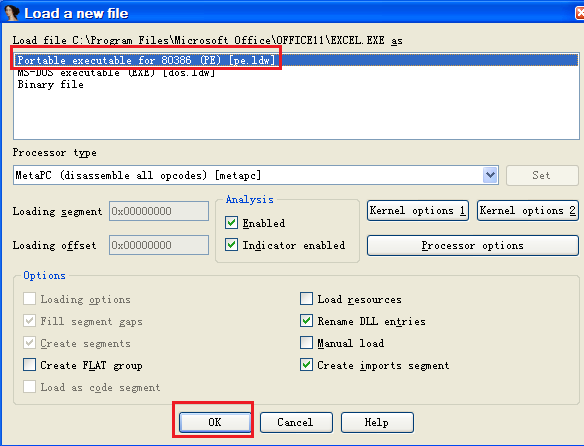 Load a new file
Load file C:\Program Files\Microsoft Office\OFFICE11\EXCEL.EXE as
Portable executable for 80386 (PE) [pe.ldw]
MS-DOS executable (EXE) [dos.ldw]
Binary file
Processor type
MetaPC (disassemble all opcodes) [metapc]
Set
Loading segment 0x00000000
Loading offset 0x00000000
Analysis
Enabled
Indicator enabled
Kernel options 1
Kernel options 2
Processor options
Options
Loading options
Fill segment gaps
Create segments
Create FLAT group
Load as code segment
Load resources
Rename DLL entries
Manual load
Create imports segment
OK
Cancel
Help